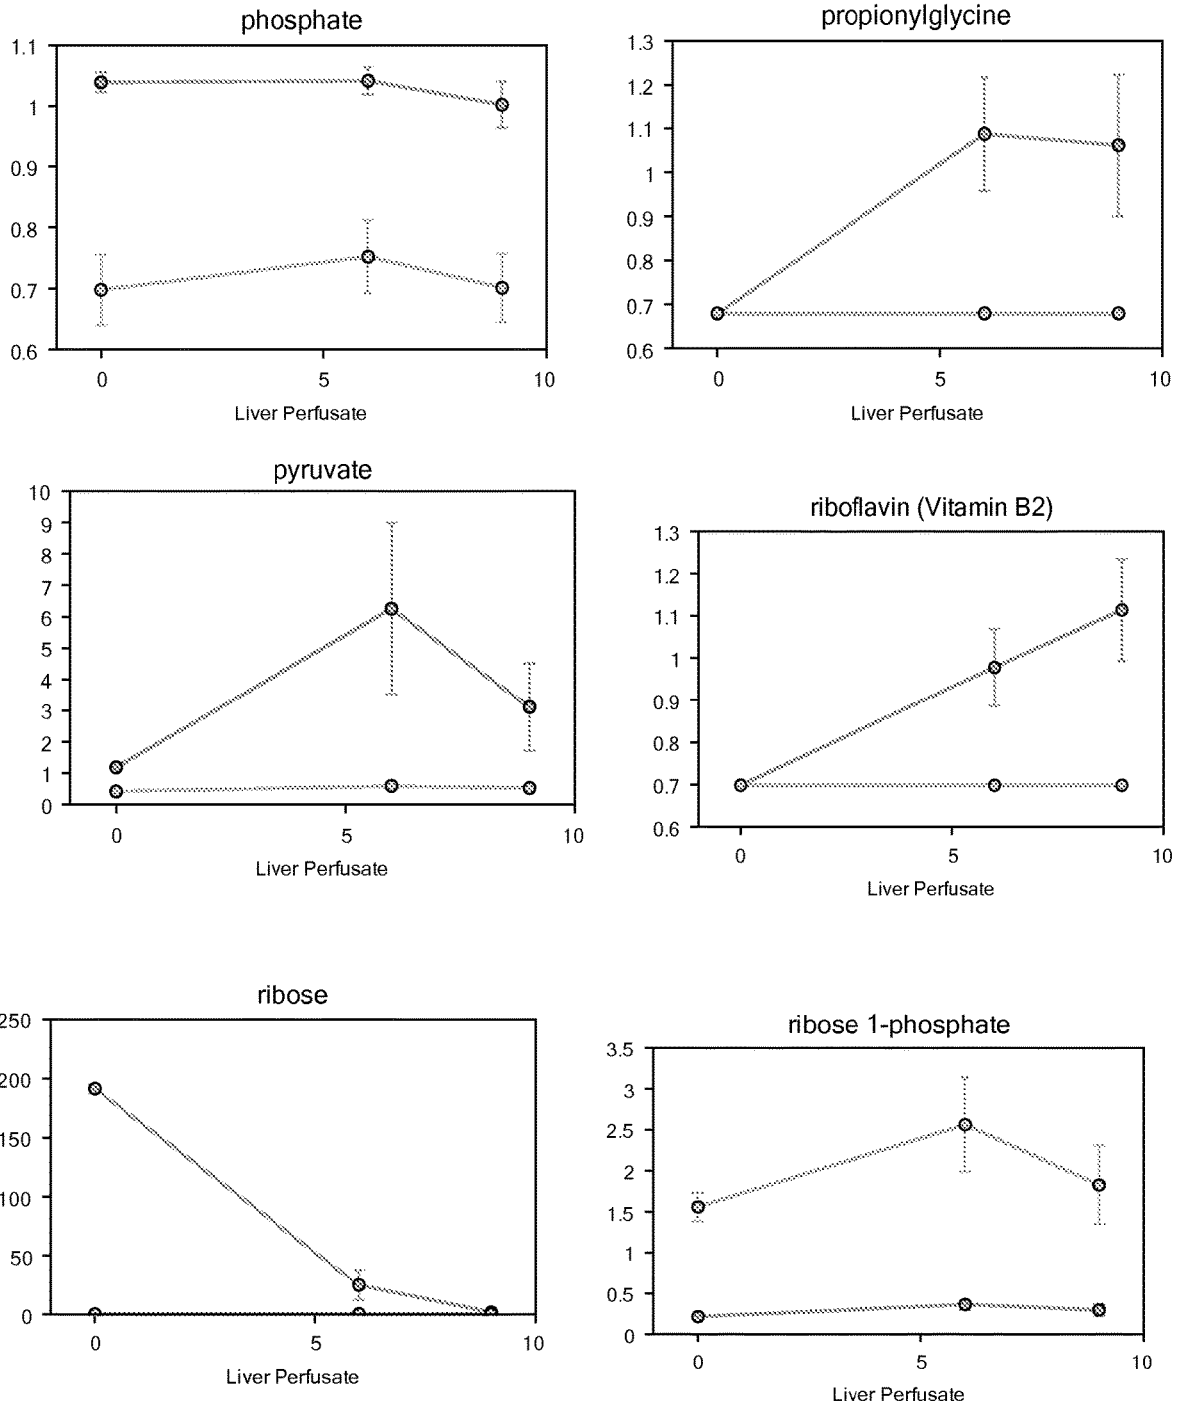 phosphate
1.1
1
0.9
0.8
0.7
0.6
0 5 10
Liver Perfusate
propionylglycine
1.3
1.2
1.1
1
0.9
0.8
0.7
0.6
0 5 10
Liver Perfusate
pyruvate
10
9
8
7
6
5
4
3
2
1
0
0 5 10
Liver Perfusate
riboflavin (Vitamin B2)
1.3
1.2
1.1
1
0.9
0.8
0.7
0.6
0 5 10
Liver Perfusate
ribose
250
200
150
100
50
0
0 5 10
Liver Perfusate
ribose 1-phosphate
3.5
3
2.5
2
1.5
1
0.5
0
0 5 10
Liver Perfusate